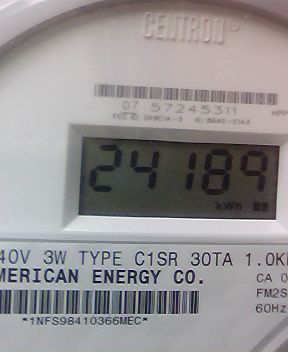 CENTRON®
07 57245311
24189
kWh
40V 3W TYPE C1SR 30TA 1.0K
MERICAN ENERGY CO.
CA 0
FM2S
60Hz
*1NFS98410366MEC*